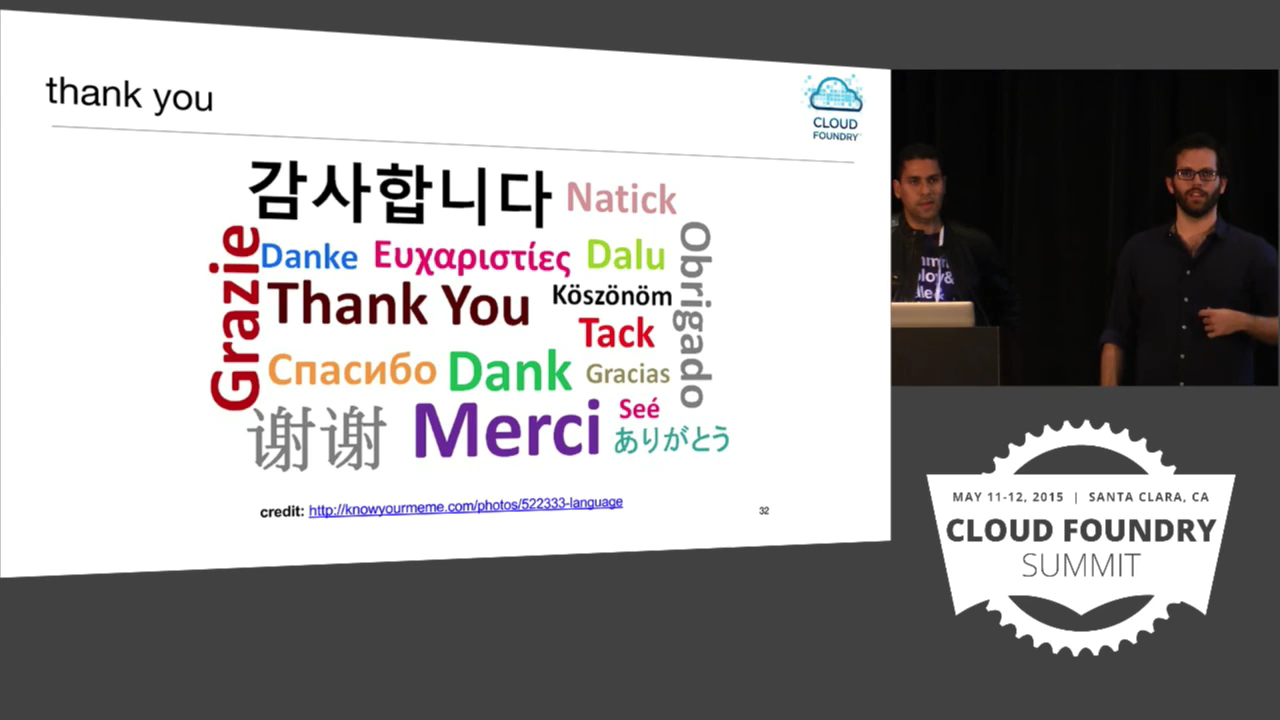 thank you
CLOUD
FOUNDRY
감사합니다 Natick
Grazie
Danke Ευχαριστίες Dalu
Obrigado
Thank You Köszönöm
Tack
Спасибо Dank Gracias
谢谢 Merci Seé
ありがとう
credit: http://knowyourmeme.com/photos/522333-language
32
MAY 11-12, 2015 | SANTA CLARA, CA
CLOUD FOUNDRY
SUMMIT